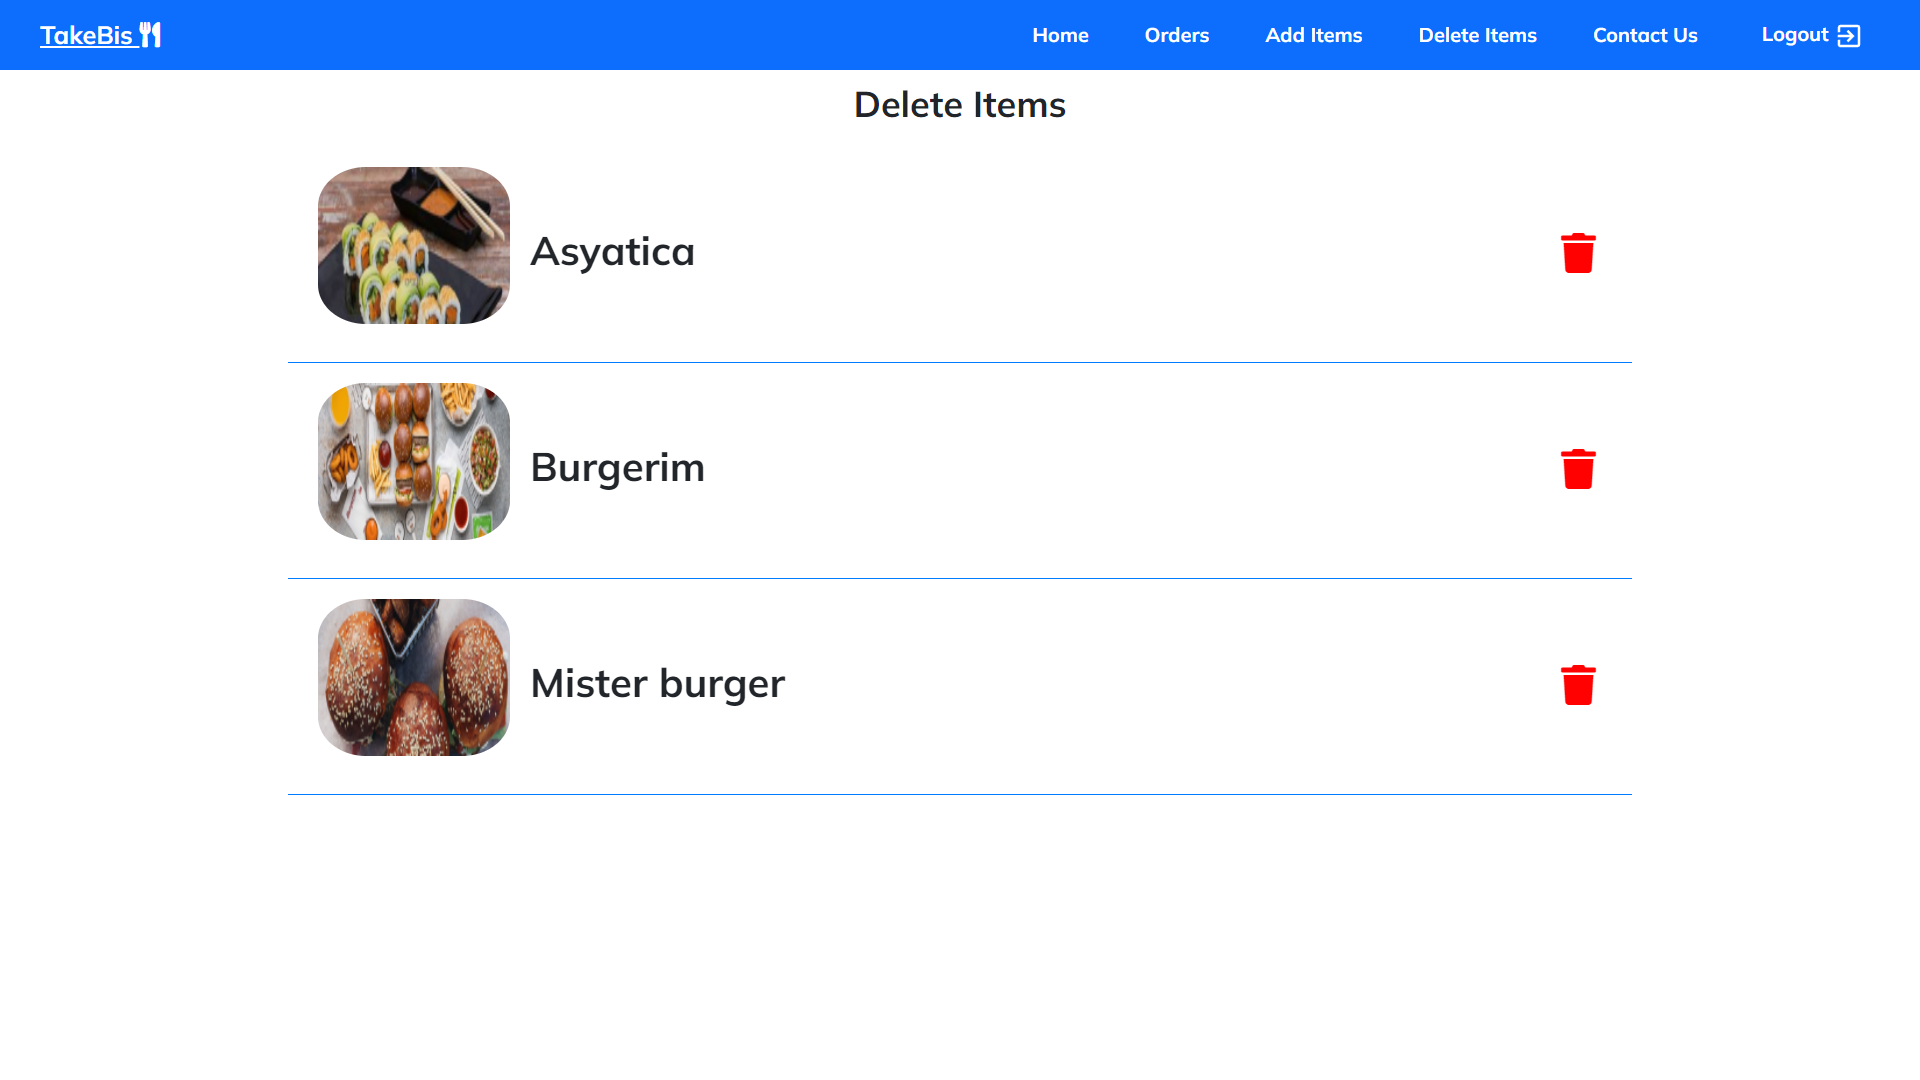 TakeBis
Home Orders Add Items Delete Items Contact Us Logout
Delete Items
Asyatica
Burgerim
Mister burger